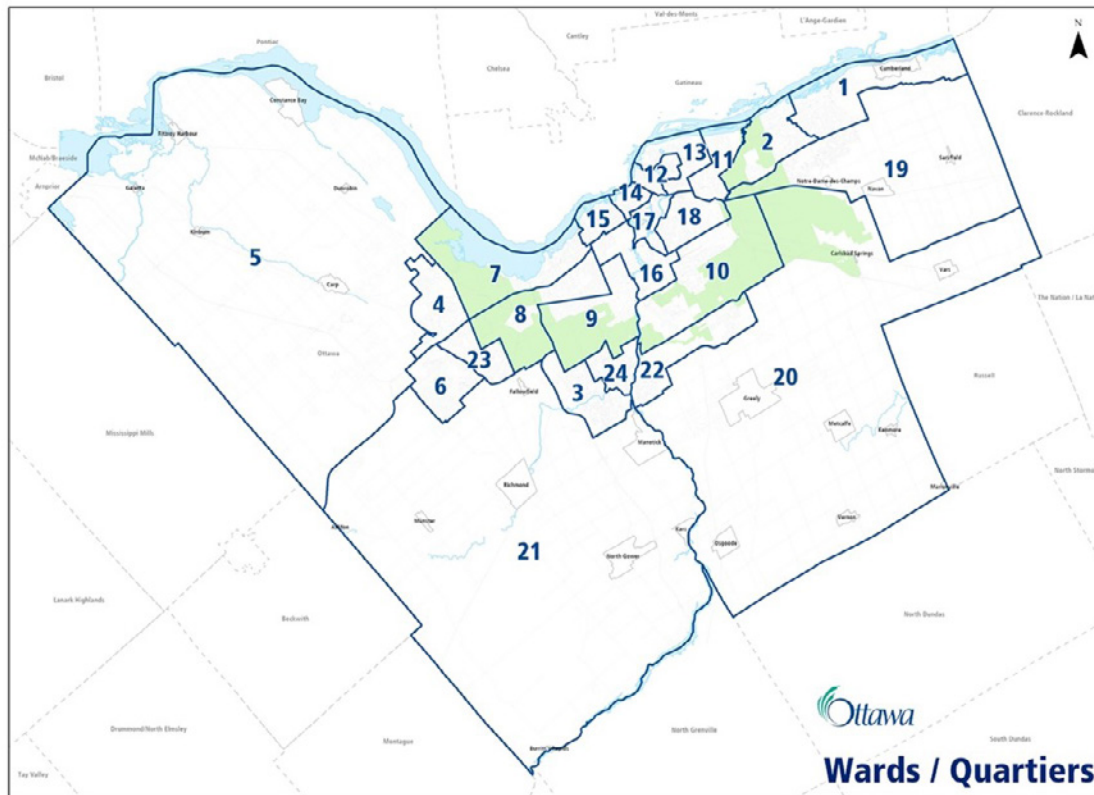 Val-des-Monts
L'Ange-Gardien
N
Pontiac
Cantley
Chelsea
Gatineau
Bristol
Cumberland
1
Constance Bay
Clarence-Rockland
Fitzroy Harbour
2
13
McNab/Braeside
11
Sarsfield
12
19
Arnprior
Galetta
Dunrobin
Notre-Dame-des-Champs
Navan
14
15
17
18
Kinburn
5
Carlsbad Springs
7
16
10
Vars
Carp
4
The Nation / La Na
8
9
Ottawa
23
24
22
Russell
6
3
20
Fallowfield
Greely
Metcalfe
Kenmore
Mississippi Mills
Manotick
North Storm
Richmond
Marionville
Munster
Vernon
Ashton
Kars
Osgoode
21
North Gower
Lanark Highlands
Beckwith
North Dundas
Ottawa
Drummond/North Elmsley
Montague
North Grenville
South Dundas
Burritts Rapids
Tay Valley
Wards / Quartiers